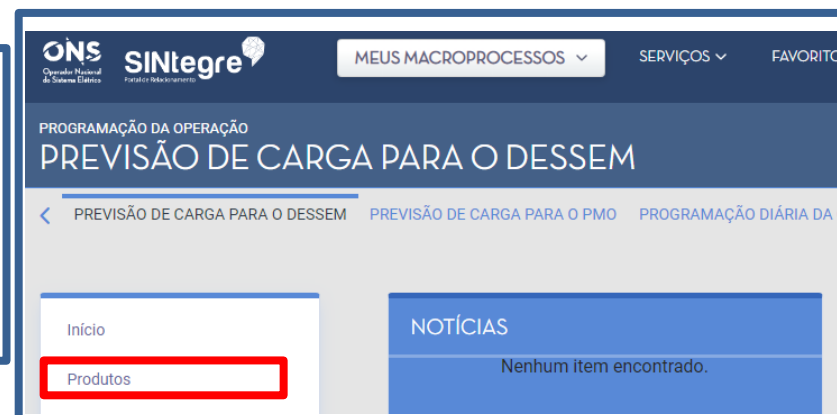 ONS
Operador Nacional
do Sistema Elétrico
SINtegre
Portal de Relacionamento
MEUS MACROPROCESSOS
SERVIÇOS
FAVORITO
PROGRAMAÇÃO DA OPERAÇÃO
PREVISÃO DE CARGA PARA O DESSEM
PREVISÃO DE CARGA PARA O DESSEM PREVISÃO DE CARGA PARA O PMO PROGRAMAÇÃO DIÁRIA DA
Início
Produtos
NOTÍCIAS
Nenhum item encontrado.